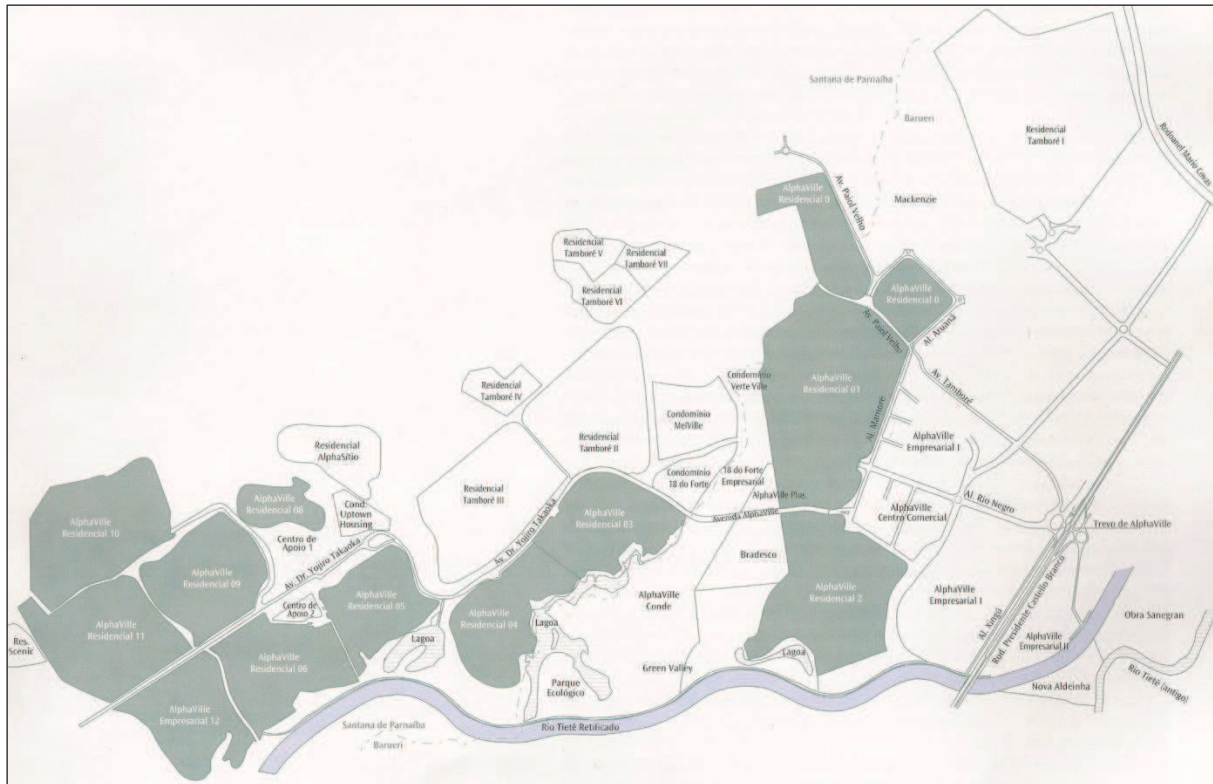 Santana de Parnaíba
Barueri
Residencial
Tamboré I
Rodoanel Mario Covas
AlphaVille
Residencial 0
Av. Paiol Velho
Mackenzie
Residencial
Tamboré V
Residencial
Tamboré VII
Residencial
Tamboré VI
AlphaVille
Residencial 0
Av. Paiol Velho
Al. Aruanã
Condomínio
Verte Ville
AlphaVille
Residencial 01
Av. Tamboré
Residencial
Tamboré IV
Condomínio
MelVille
Al. Mamoré
AlphaVille
Empresarial I
Residencial
AlphaSítio
Residencial
Tamboré II
Residencial
Tamboré III
Condomínio
18 do Forte
18 do Forte
Empresarial
AlphaVille Plus
Avenida AlphaVille
Al. Rio Negro
AlphaVille
Centro Comercial
Trevo de AlphaVille
AlphaVille
Residencial 08
Cond.
Uptown
Housing
AlphaVille
Residencial 10
Centro de
Apoio 1
Av. Dr. Yojiro Takaoka
Av. Dr. Yojiro Takaoka
AlphaVille
Residencial 03
Bradesco
AlphaVille
Residencial 09
Centro de
Apoio 2
AlphaVille
Residencial 05
AlphaVille
Conde
AlphaVille
Residencial 2
AlphaVille
Empresarial I
Al. Xingú
Rod. Presidente Castello Branco
Obra Sanegran
AlphaVille
Residencial 11
AlphaVille
Residencial 04
Lagoa
Lagoa
Res.
Scenic
AlphaVille
Residencial 06
Green Valley
Lagoa
AlphaVille
Empresarial II
Rio Tietê (antigo)
Parque
Ecológico
Nova Aldeinha
AlphaVille
Empresarial 12
Santana de Parnaíba
Barueri
Rio Tietê Retificado